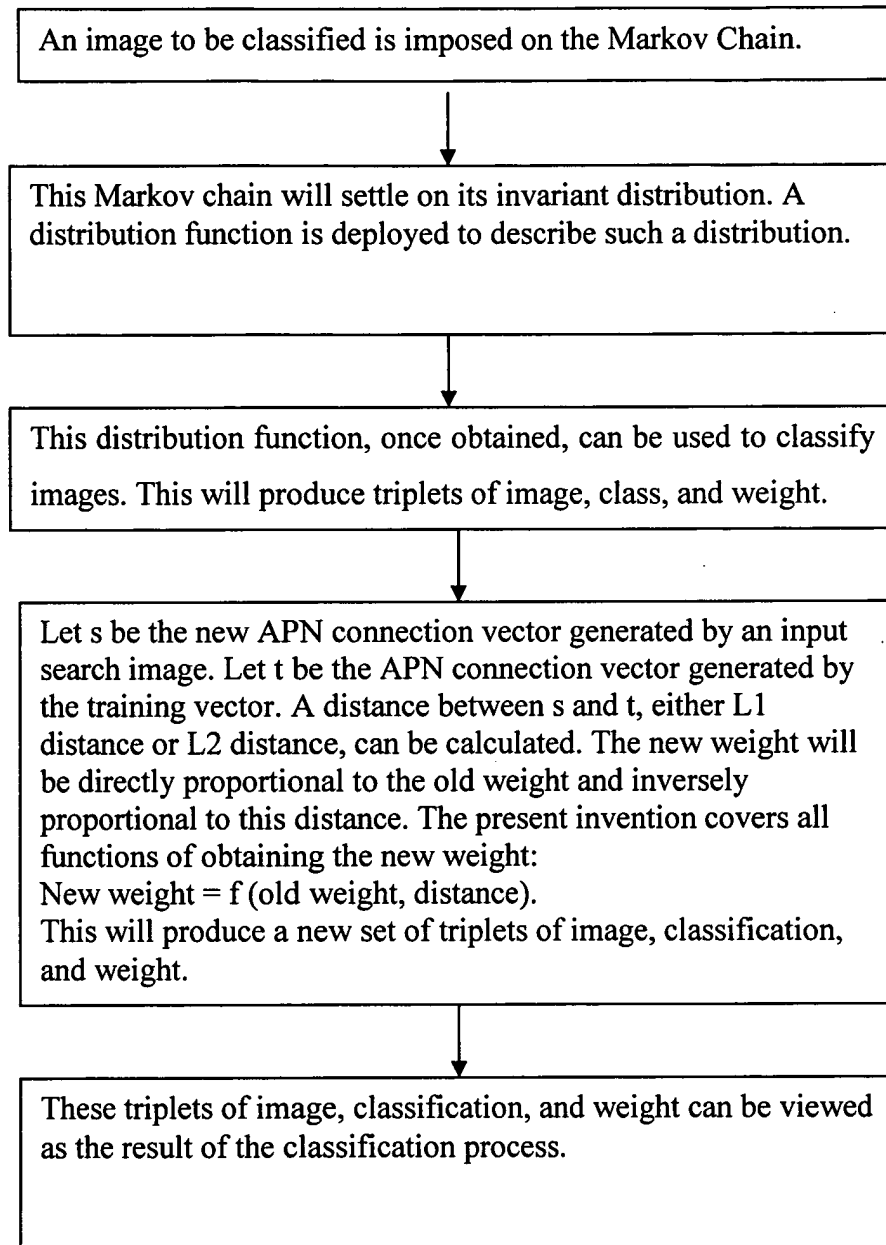 An image to be classified is imposed on the Markov Chain.
This Markov chain will settle on its invariant distribution. A
distribution function is deployed to describe such a distribution.
This distribution function, once obtained, can be used to classify
images. This will produce triplets of image, class, and weight.
Let s be the new APN connection vector generated by an input
search image. Let t be the APN connection vector generated by
the training vector. A distance between s and t, either L1
distance or L2 distance, can be calculated. The new weight will
be directly proportional to the old weight and inversely
proportional to this distance. The present invention covers all
functions of obtaining the new weight:
New weight = f (old weight, distance).
This will produce a new set of triplets of image, classification,
and weight.
These triplets of image, classification, and weight can be viewed
as the result of the classification process.